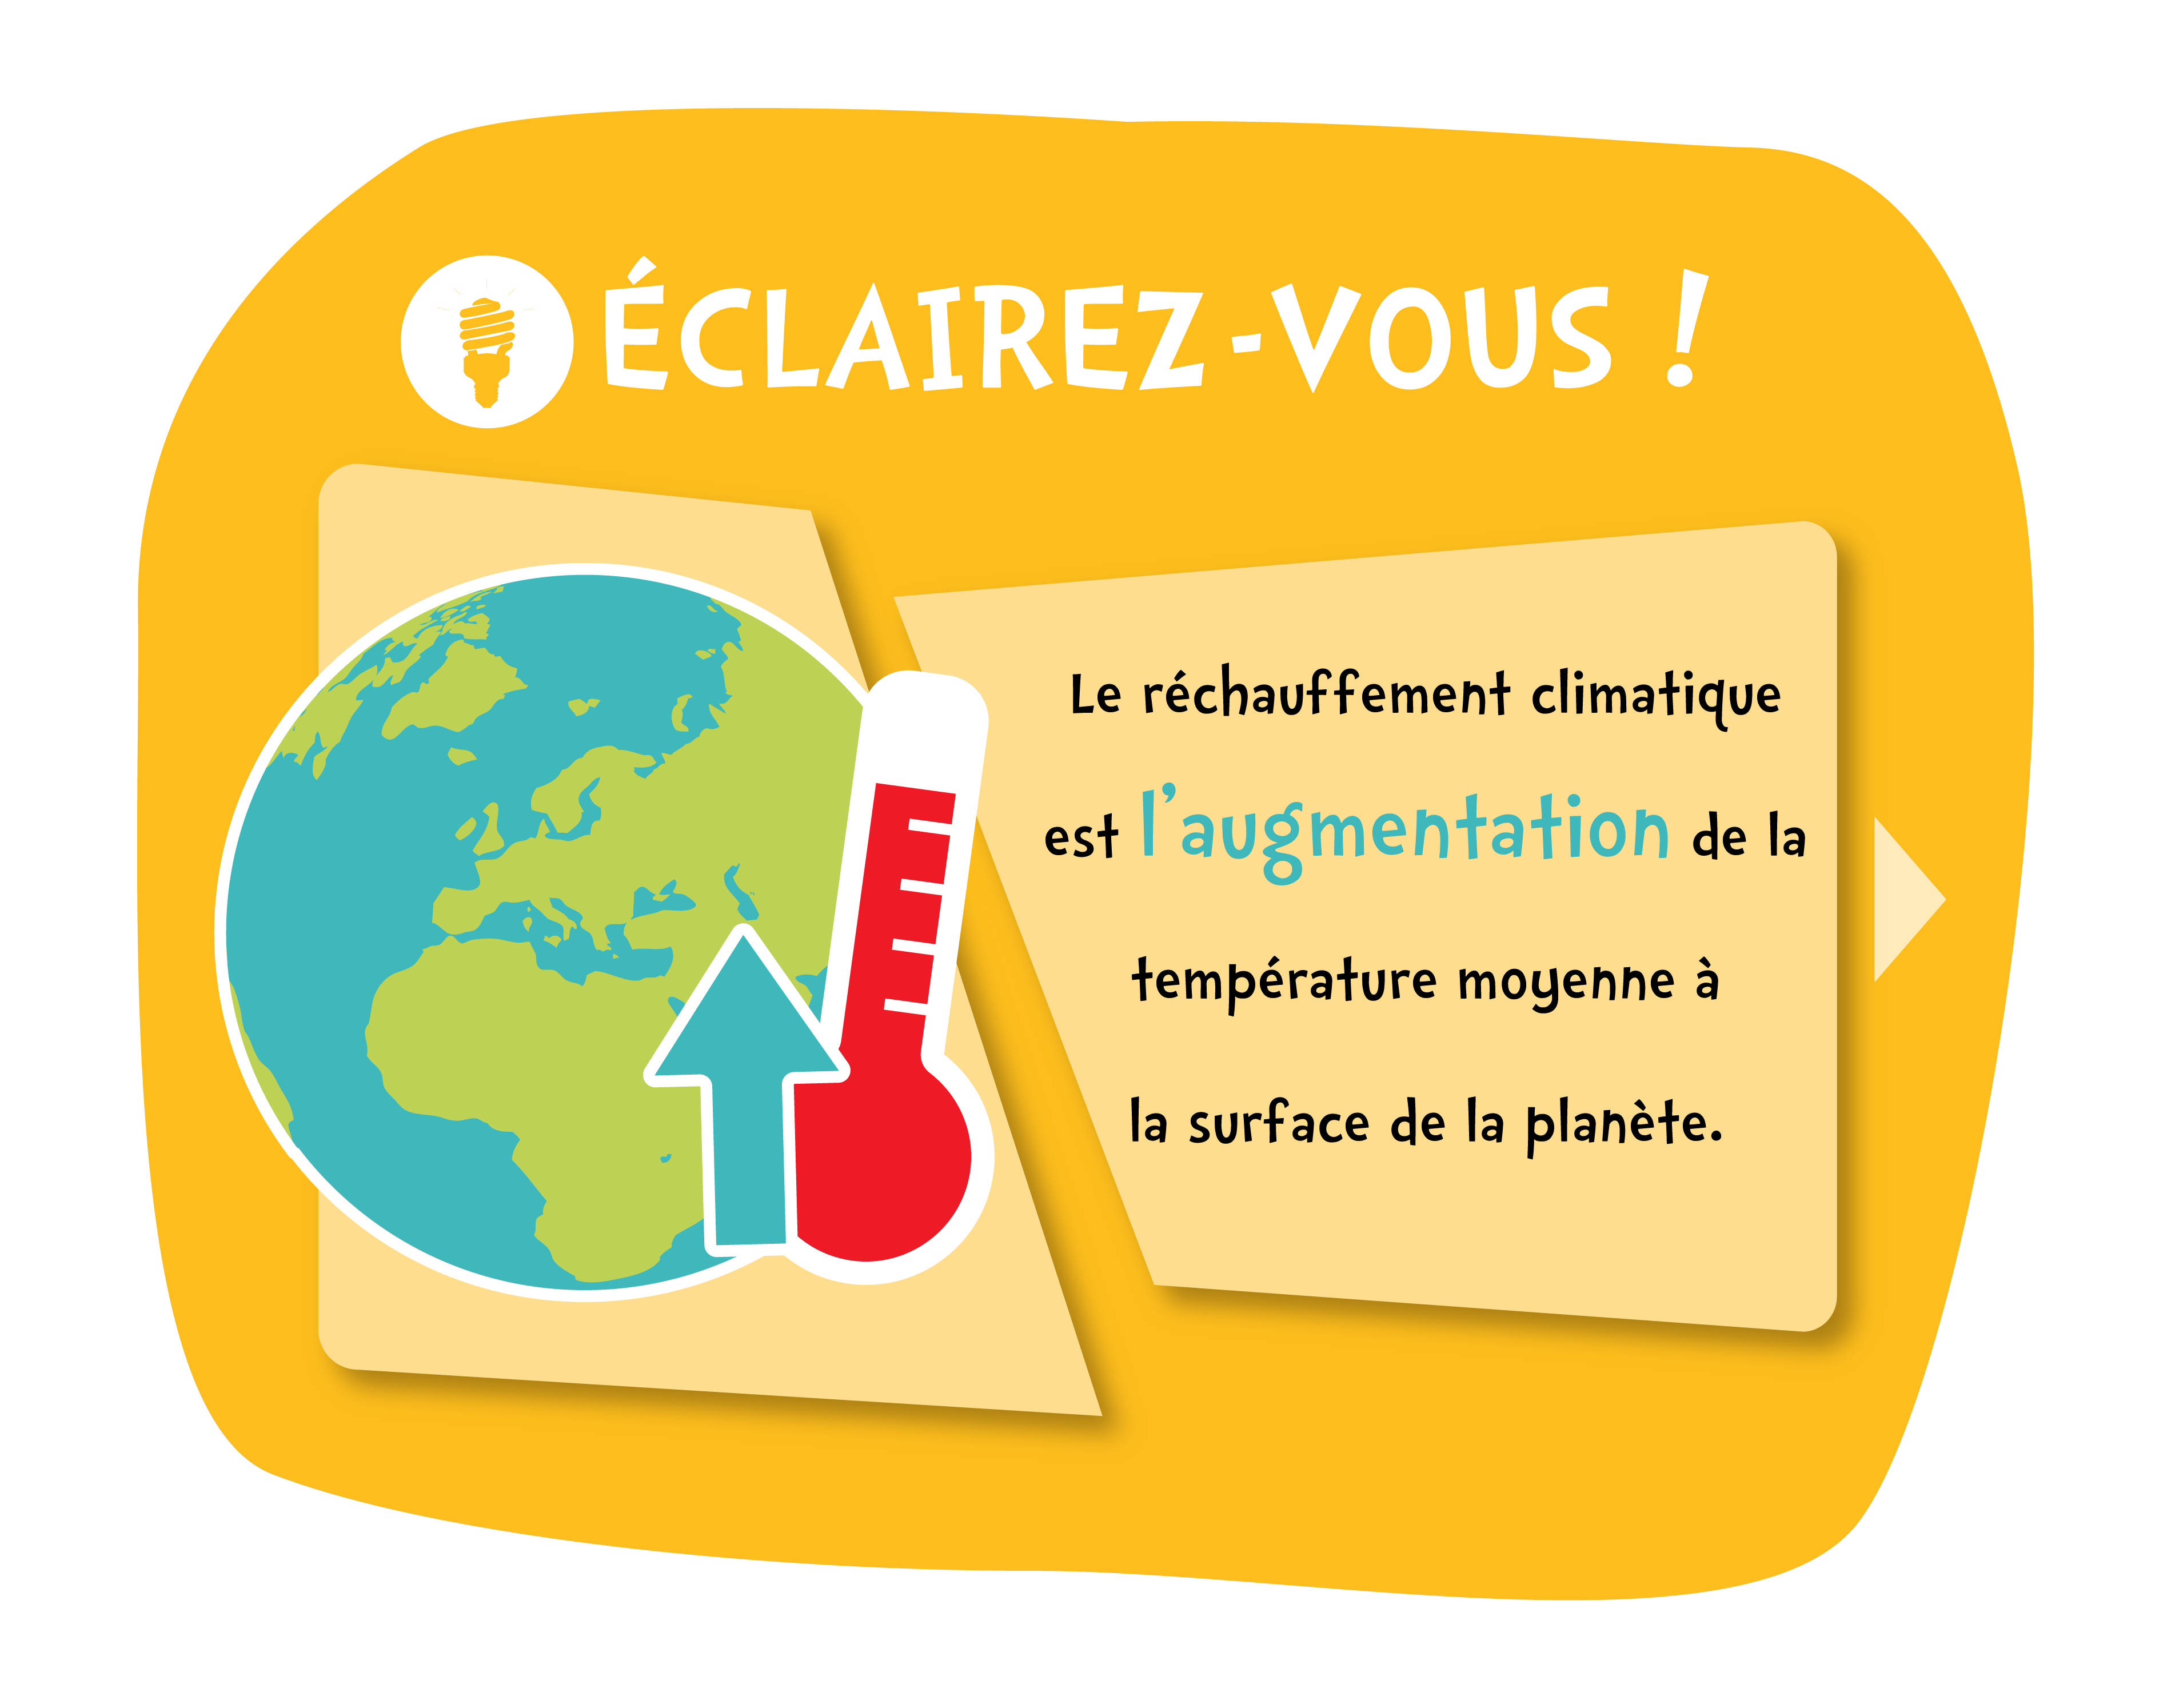 ÉCLAIREZ-VOUS !
Le réchauffement climatique
est l'augmentation de la
température moyenne à
la surface de la planète.